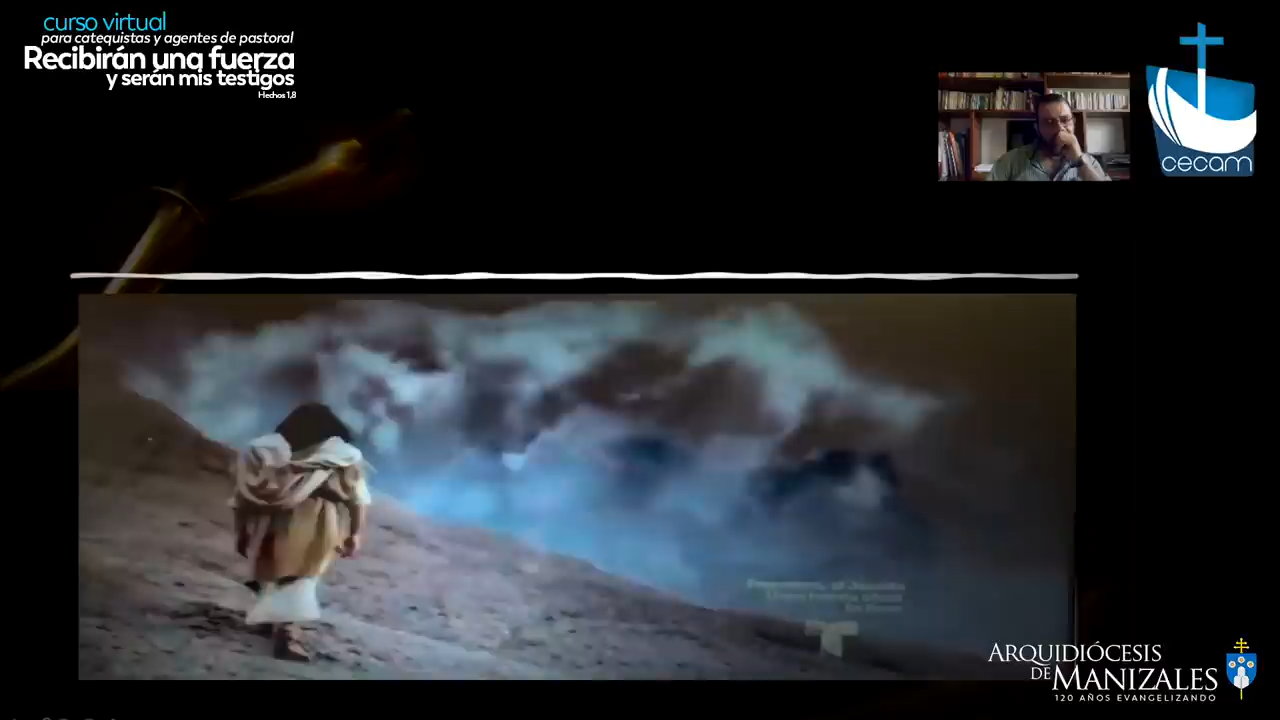 curso virtual
para catequistas y agentes de pastoral
Recibirán una fuerza
y serán mis testigos
Hechos 1,8
cecam
ARQUIDIÓCESIS
DE MANIZALES
120 AÑOS EVANGELIZANDO